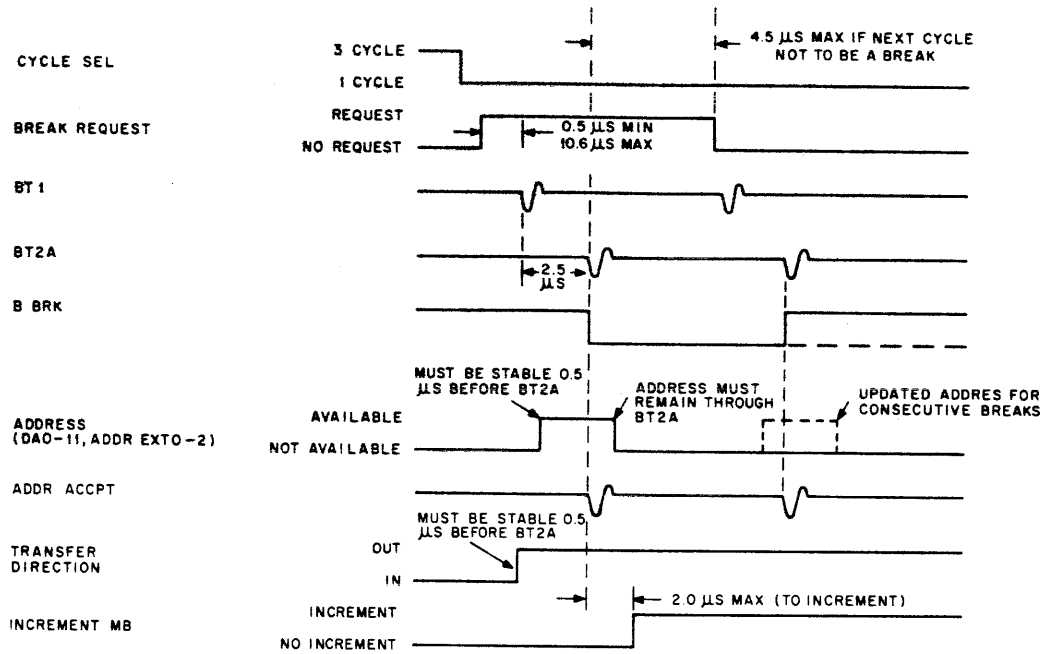 4.5 µS MAX IF NEXT CYCLE
NOT TO BE A BREAK
CYCLE SEL
3 CYCLE
1 CYCLE
BREAK REQUEST
REQUEST
NO REQUEST
0.5 µS MIN
10.6 µS MAX
BT1
BT2A
2.5
µS
B BRK
MUST BE STABLE 0.5
µS BEFORE BT2A
ADDRESS MUST
REMAIN THROUGH
BT2A
UPDATED ADDRES FOR
CONSECUTIVE BREAKS
ADDRESS
(DA0-11, ADDR EXT0-2)
AVAILABLE
NOT AVAILABLE
ADDR ACCPT
MUST BE STABLE 0.5
µS BEFORE BT2A
TRANSFER
DIRECTION
OUT
IN
2.0 µS MAX (TO INCREMENT)
INCREMENT MB
INCREMENT
NO INCREMENT